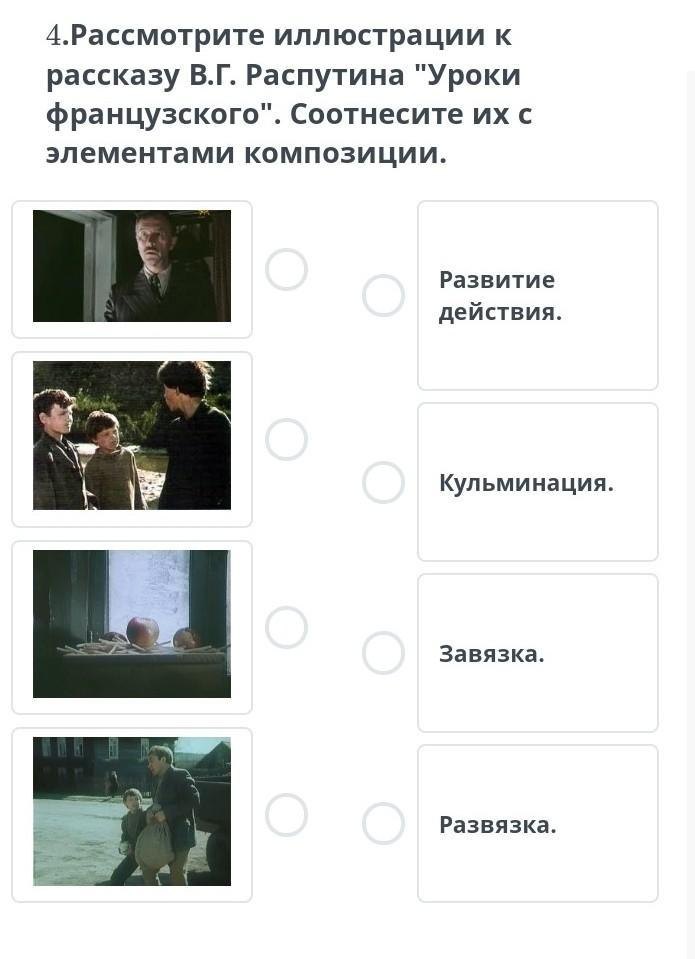 4.Рассмотрите иллюстрации к
рассказу В.Г. Распутина "Уроки
французского". Соотнесите их с
элементами композиции.
Развитие
действия.
Кульминация.
Завязка.
Развязка.